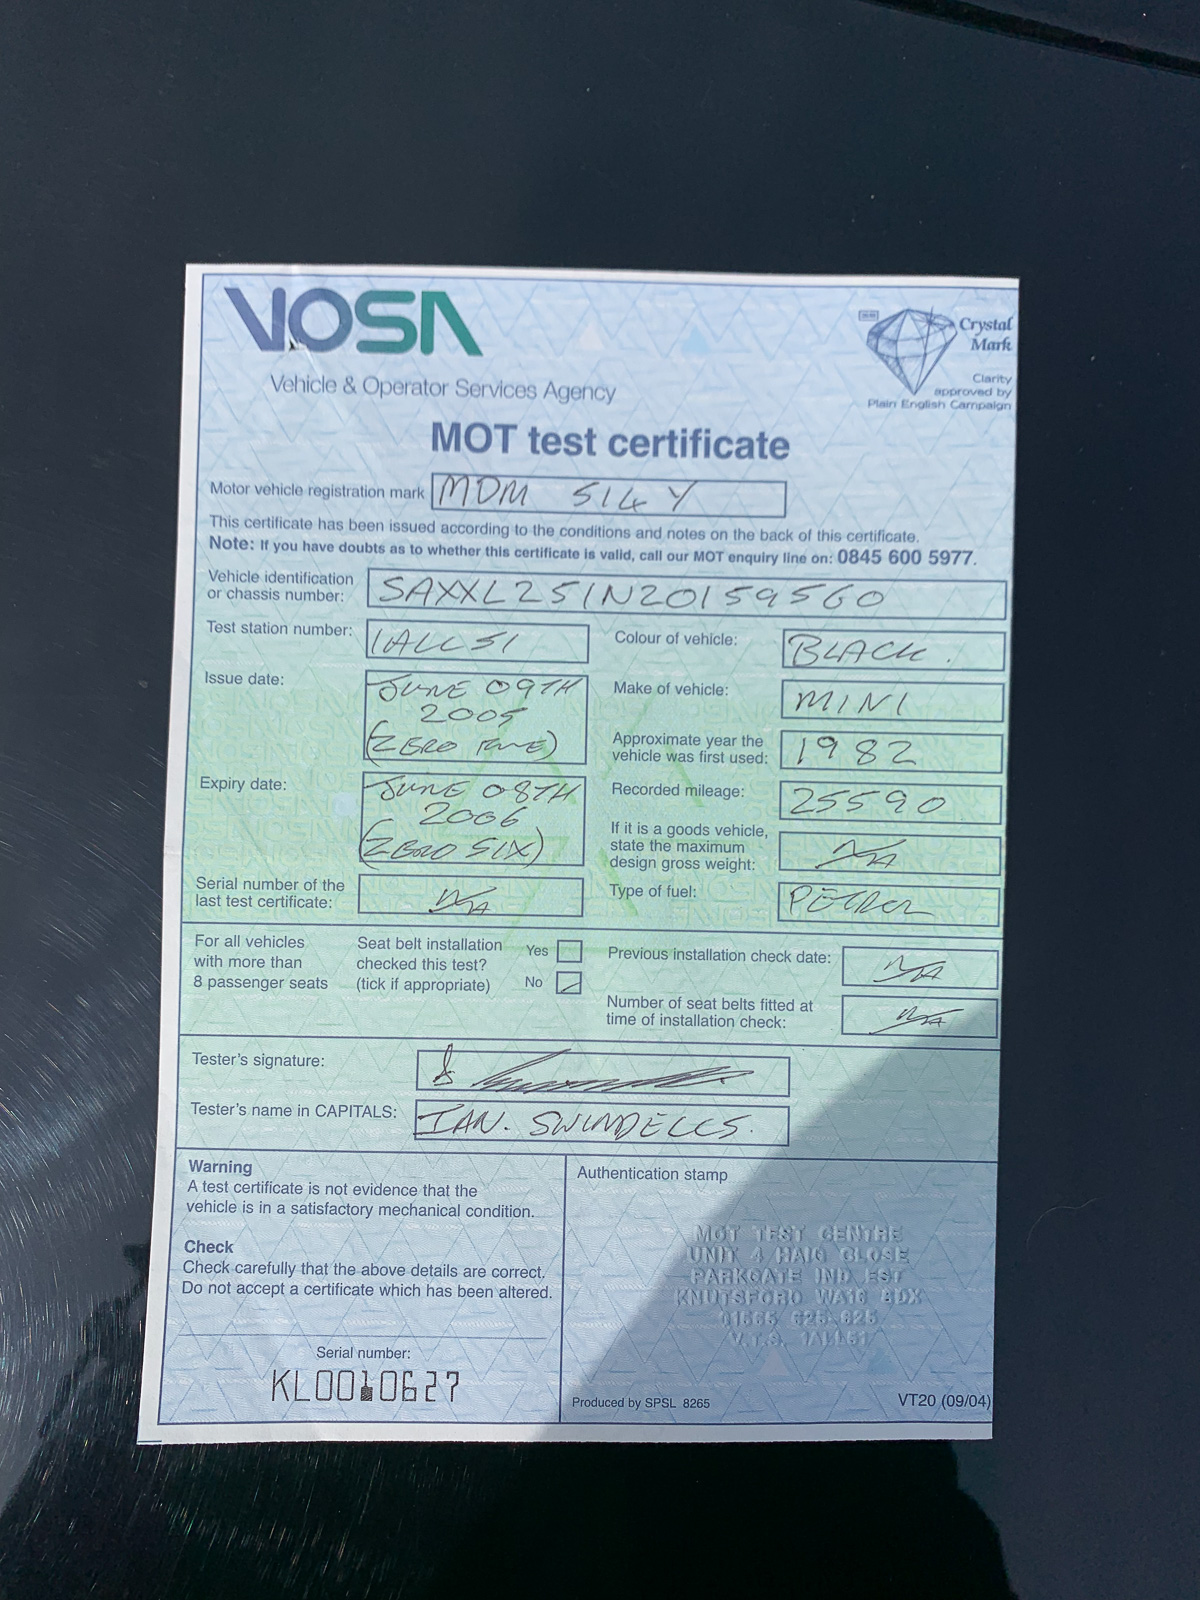 VOSA
Vehicle & Operator Services Agency
Crystal
Mark
Clarity
approved by
Plain English Campaign
MOT test certificate
Motor vehicle registration mark MDM 514 Y
This certificate has been issued according to the conditions and notes on the back of this certificate.
Note: If you have doubts as to whether this certificate is valid, call our MOT enquiry line on: 0845 600 5977.
Vehicle identification
or chassis number: SAXXL2S1N20159560
Test station number: 1ALL51
Colour of vehicle: BLACK.
Issue date: JUNE 09TH
2005
(ZERO FIVE)
Make of vehicle: MINI
Approximate year the
vehicle was first used: 1982
Expiry date: JUNE 08TH
2006
(ZERO SIX)
Recorded mileage: 25590
If it is a goods vehicle,
state the maximum
design gross weight: N/A
Serial number of the
last test certificate: N/A
Type of fuel: PETROL
For all vehicles
with more than
8 passenger seats
Seat belt installation
checked this test?
(tick if appropriate)
Yes
No
Previous installation check date: N/A
Number of seat belts fitted at
time of installation check: N/A
Tester's signature:
Tester's name in CAPITALS: IAN. SWINDELLS.
Warning
A test certificate is not evidence that the
vehicle is in a satisfactory mechanical condition.
Check
Check carefully that the above details are correct.
Do not accept a certificate which has been altered.
Serial number:
KL0010627
Authentication stamp
MOT TEST CENTRE
UNIT 4 HAIG CLOSE
PARKGATE IND EST
KNUTSFORD WA16 8DX
01565 625 625
V.T.S. 1ALL51
Produced by SPSL 8265
VT20 (09/04)